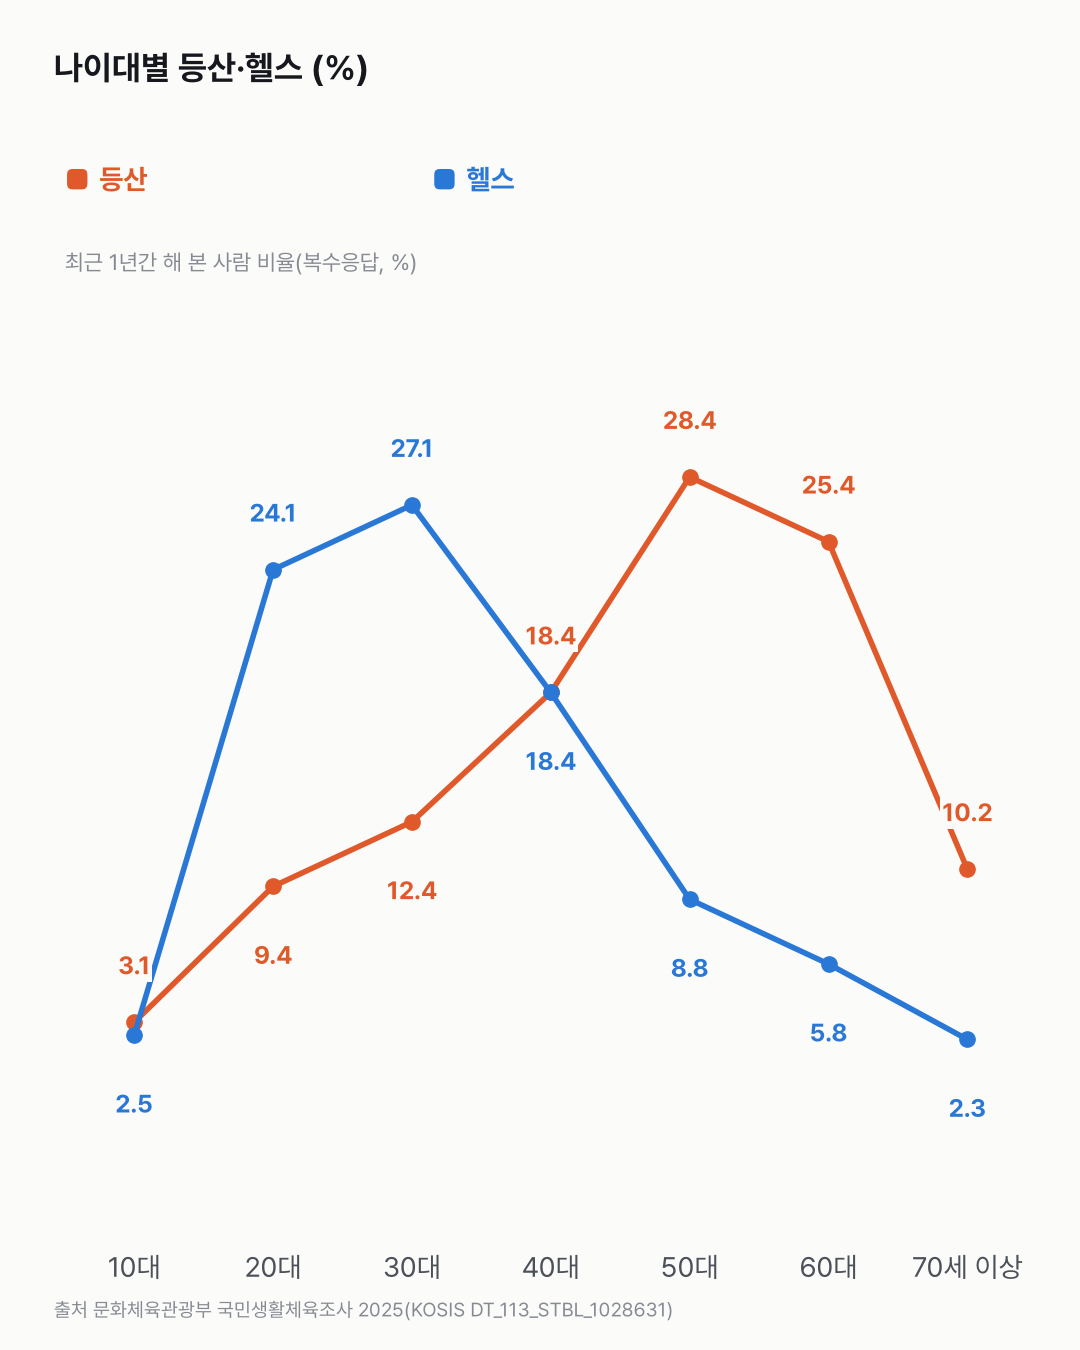 나이대별 등산·헬스 (%)
등산 헬스
최근 1년간 해 본 사람 비율(복수응답, %)
28.4
27.1
25.4
24.1
18.4
18.4
10.2
12.4
3.1
9.4
8.8
5.8
2.5
2.3
10대 20대 30대 40대 50대 60대 70세 이상
출처 문화체육관광부 국민생활체육조사 2025(KOSIS DT_113_STBL_1028631)